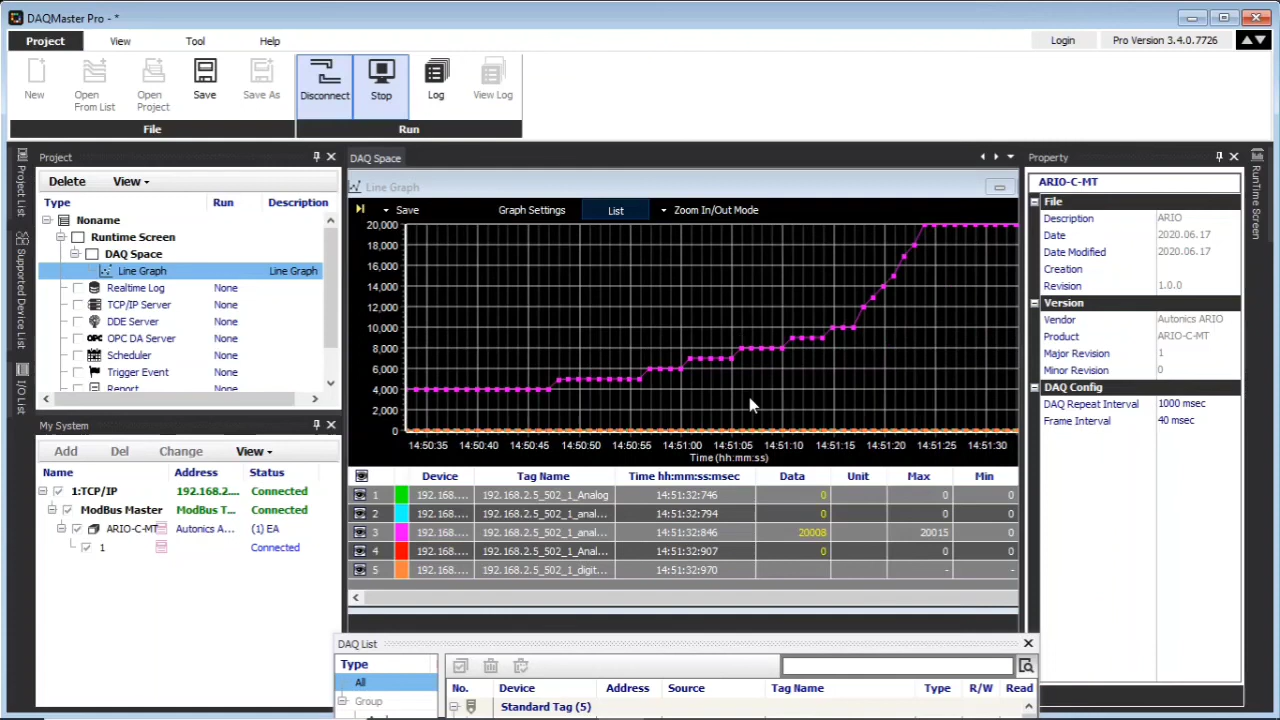 DAQMaster Pro - *
Project View Tool Help Login Pro Version 3.4.0.7726
New Open From List Open Project Save Save As Disconnect Stop Log View Log
File Run
Project List
Supported Device List
I/O List
Project
Delete View
Type Run Description
Noname
Runtime Screen
DAQ Space
Line Graph Line Graph
Realtime Log None
TCP/IP Server None
DDE Server None
OPC OPC DA Server None
Scheduler None
Trigger Event None
Report None
My System
Add Del Change View
Name Address Status
1:TCP/IP 192.168.2.... Connected
ModBus Master ModBus T... Connected
ARIO-C-MT Autonics A... (1) EA
1 Connected
DAQ Space
Line Graph
Save Graph Settings List Zoom In/Out Mode
20,000
18,000
16,000
14,000
12,000
10,000
8,000
6,000
4,000
2,000
0
14:50:35 14:50:40 14:50:45 14:50:50 14:50:55 14:51:00 14:51:05 14:51:10 14:51:15 14:51:20 14:51:25 14:51:30
Time (hh:mm:ss)
Device Tag Name Time hh:mm:ss:msec Data Unit Max Min
1 192.168.... 192.168.2.5_502_1_Analog 14:51:32:746 0 0 0
2 192.168.... 192.168.2.5_502_1_anal... 14:51:32:794 0 0 0
3 192.168.... 192.168.2.5_502_1_anal... 14:51:32:846 20008 20015 0
4 192.168.... 192.168.2.5_502_1_Anal... 14:51:32:907 0 0 0
5 192.168.... 192.168.2.5_502_1_digit... 14:51:32:970 - -
DAQ List
Type
All
Group
No. Device Address Source Tag Name Type R/W Read
Standard Tag (5)
Property
ARIO-C-MT
File
Description ARIO
Date 2020.06.17
Date Modified 2020.06.17
Creation
Revision 1.0.0
Version
Vendor Autonics ARIO
Product ARIO-C-MT
Major Revision 1
Minor Revision 0
DAQ Config
DAQ Repeat Interval 1000 msec
Frame Interval 40 msec
RunTime Screen